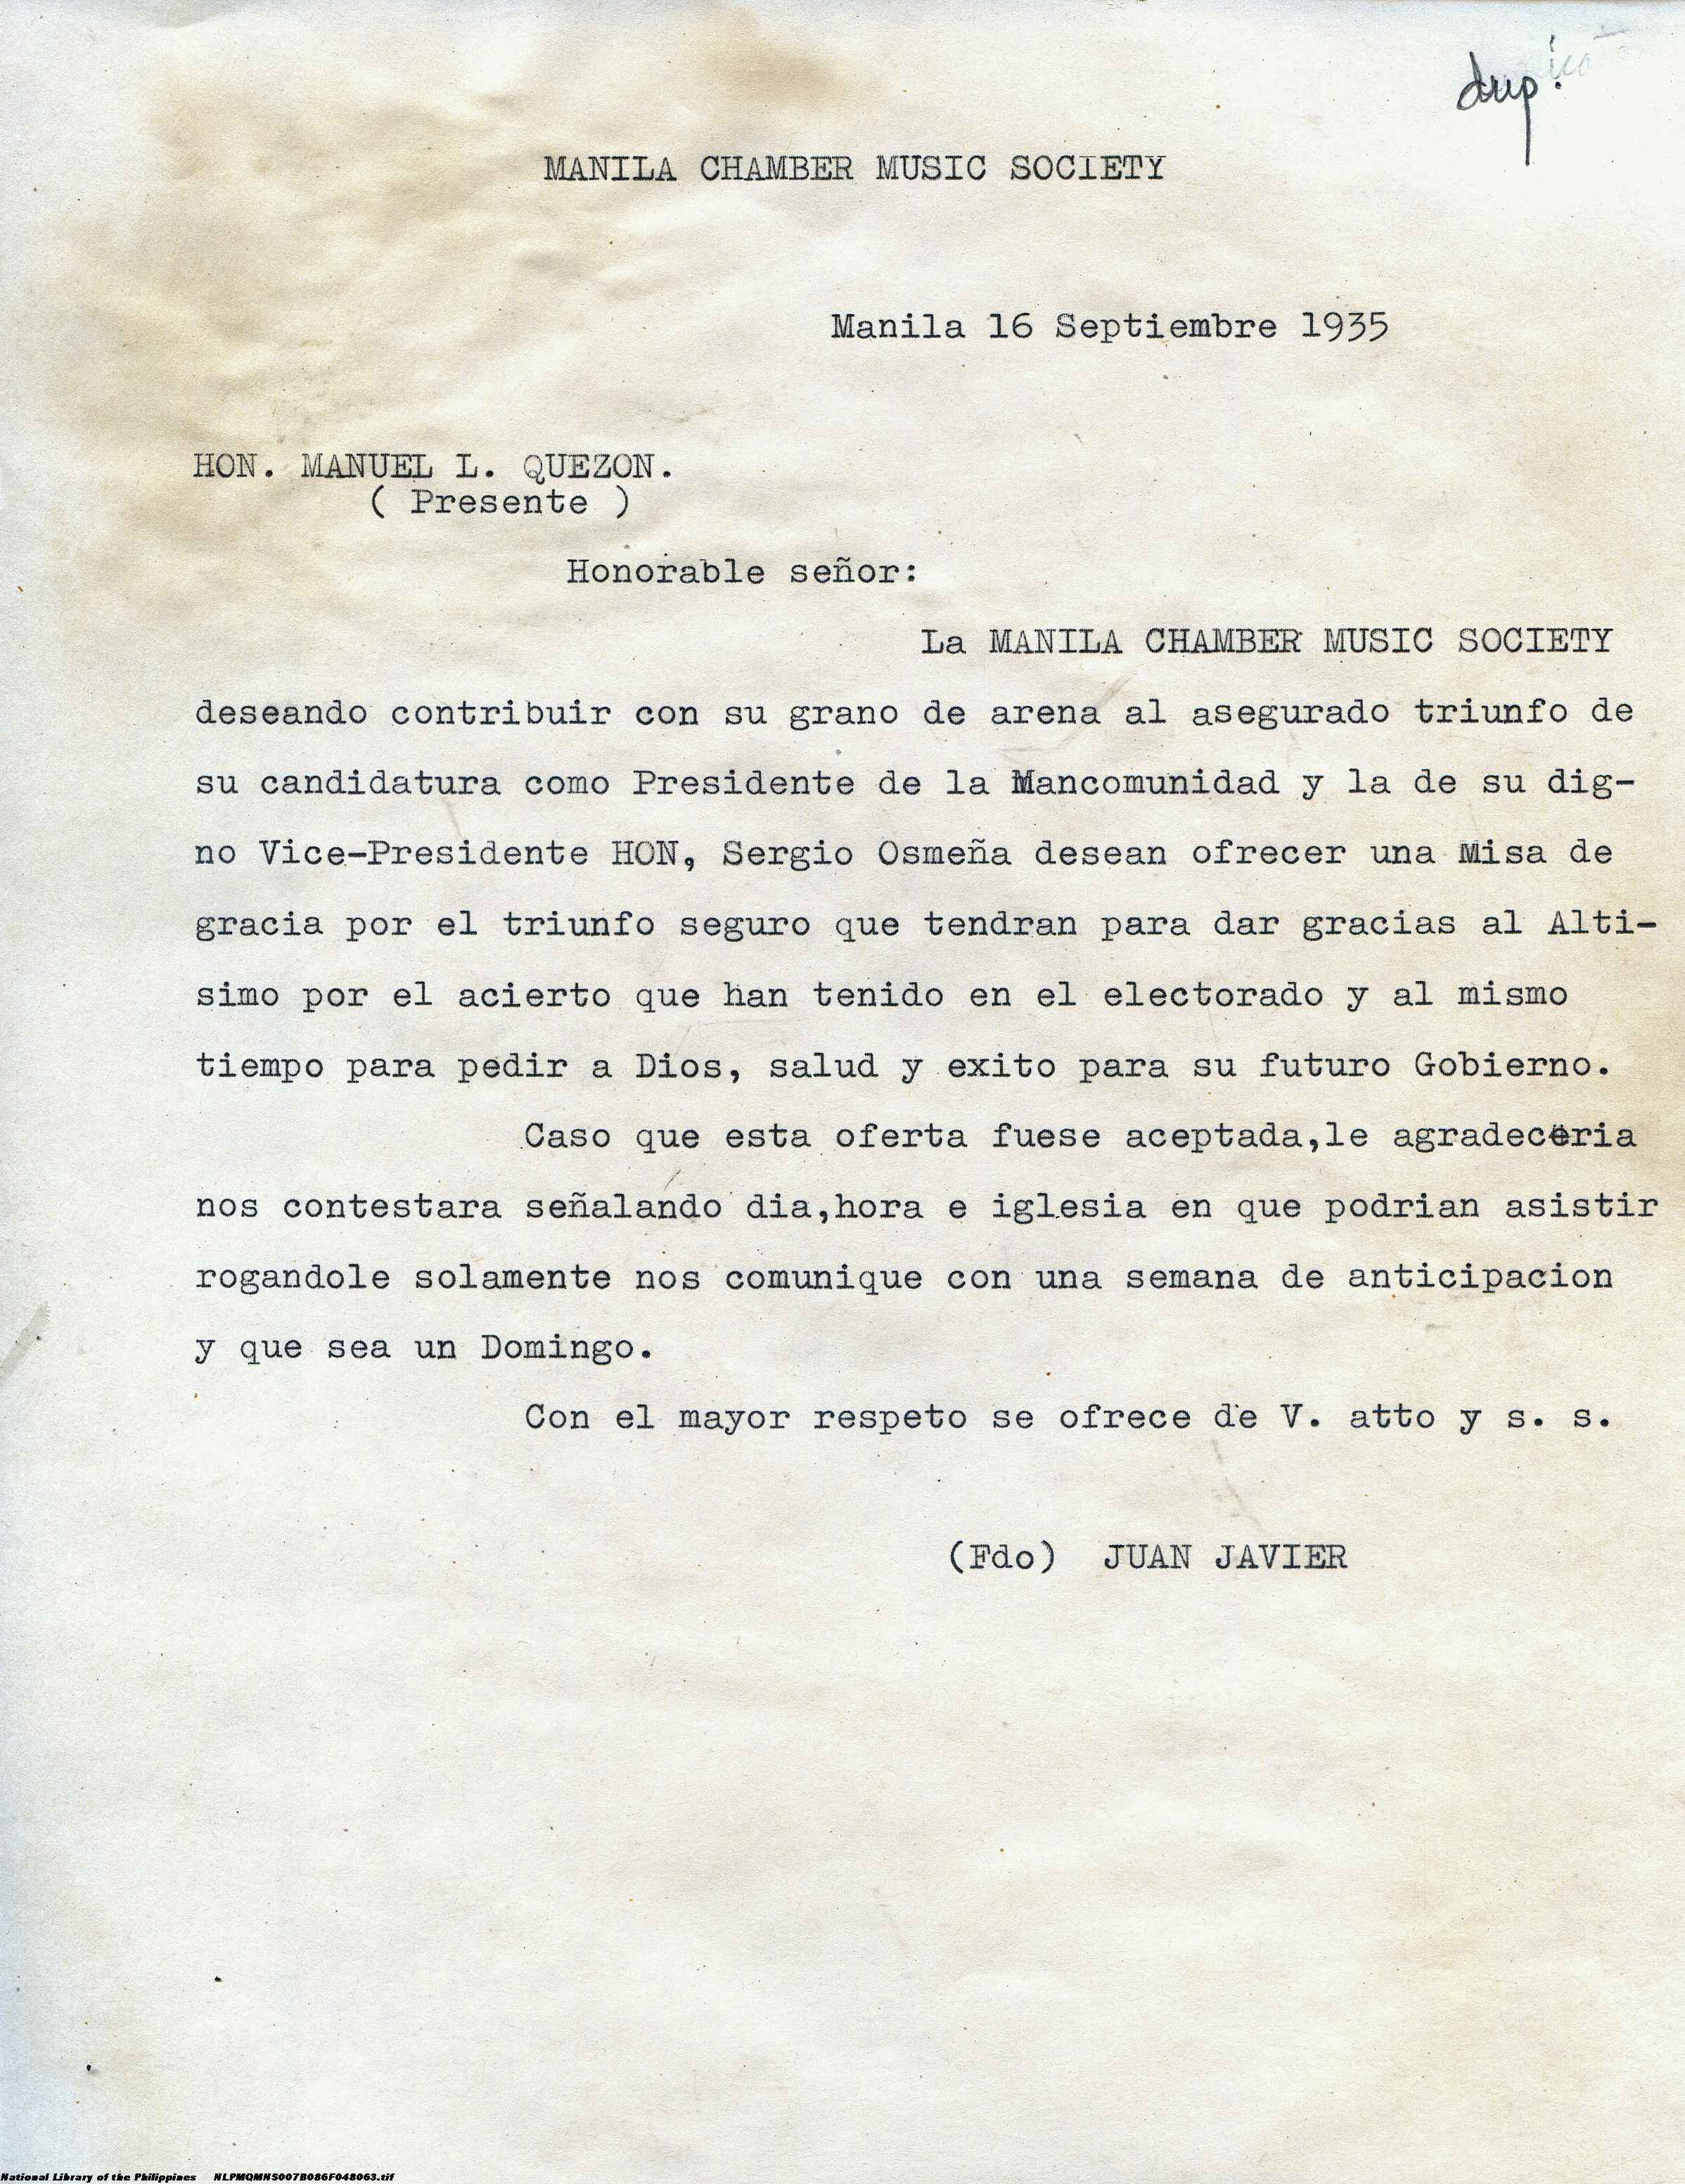 dup.
MANILA CHAMBER MUSIC SOCIETY
Manila 16 Septiembre 1935
HON. MANUEL L. QUEZON.
( Presente )
Honorable señor:
La MANILA CHAMBER MUSIC SOCIETY
deseando contribuir con su grano de arena al asegurado triunfo de
su candidatura como Presidente de la Mancomunidad y la de su dig-
no Vice-Presidente HON, Sergio Osmeña desean ofrecer una Misa de
gracia por el triunfo seguro que tendran para dar gracias al Alti-
simo por el acierto que han tenido en el electorado y al mismo
tiempo para pedir a Dios, salud y exito para su futuro Gobierno.
Caso que esta oferta fuese aceptada,le agradeceria
nos contestara señalando dia,hora e iglesia en que podrian asistir
rogandole solamente nos comunique con una semana de anticipacion
y que sea un Domingo.
Con el mayor respeto se ofrece de V. atto y s. s.
(Fdo) JUAN JAVIER
National Library of the Philippines NLPMQMNS007B086F048063.tif